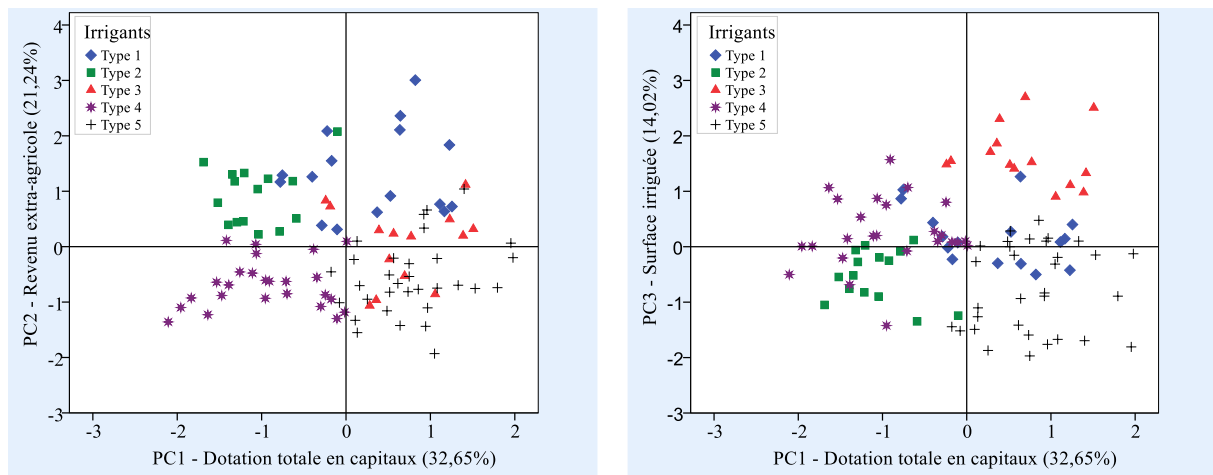 Irrigants
Type 1
Type 2
Type 3
Type 4
Type 5
PC2 - Revenu extra-agricole (21,24%)
4
3
2
1
0
-1
-2
-3
-3 -2 -1 0 1 2
PC1 - Dotation totale en capitaux (32,65%)
Irrigants
Type 1
Type 2
Type 3
Type 4
Type 5
PC3 - Surface irriguée (14,02%)
4
3
2
1
0
-1
-2
-3
-3 -2 -1 0 1 2
PC1 - Dotation totale en capitaux (32,65%)